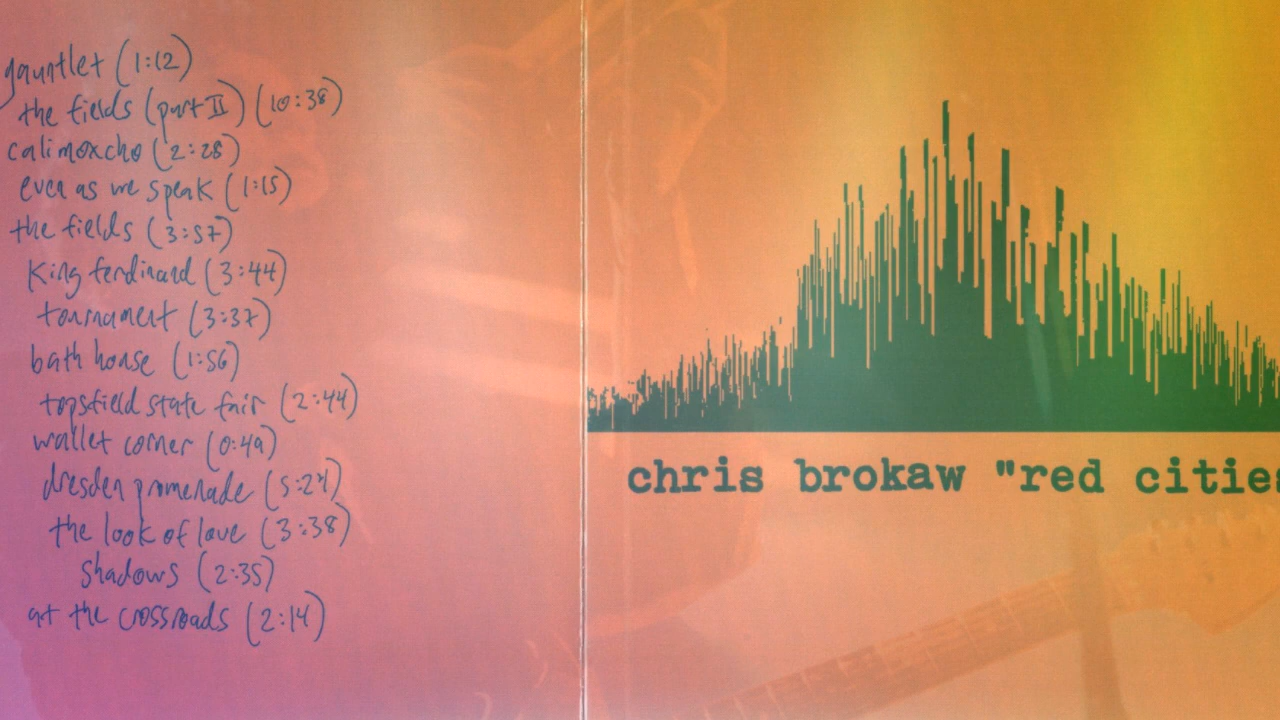 gauntlet (1:12)
the fields (part II) (10:38)
calimoxcho (2:28)
even as we speak (1:15)
the fields (3:57)
King ferdinand (3:44)
tournament (3:37)
bath house (1:56)
topsfield state fair (2:44)
wallet corner (0:49)
dresden promenade (5:24)
the look of love (3:38)
shadows (2:35)
at the crossroads (2:14)
chris brokaw "red cities